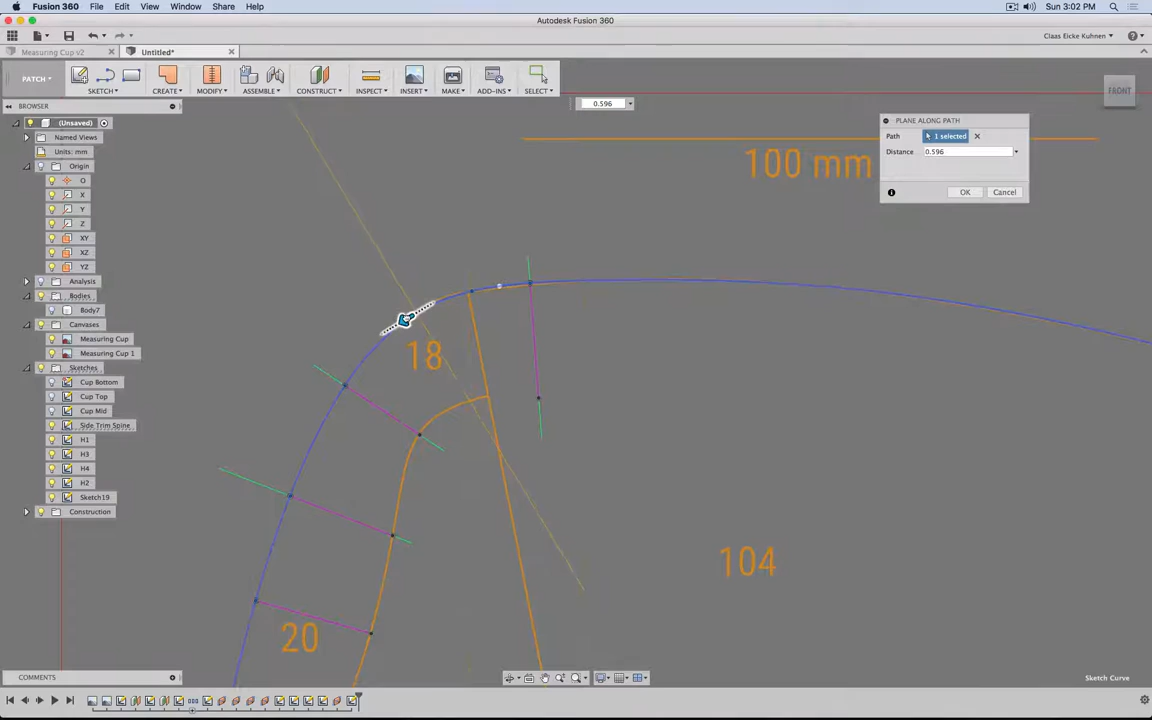 Fusion 360 File Edit View Window Share Help
Sun 3:02 PM
Autodesk Fusion 360
Claas Eicke Kuhnen
Measuring Cup v2
Untitled*
PATCH
SKETCH CREATE MODIFY ASSEMBLE CONSTRUCT INSPECT INSERT MAKE ADD-INS SELECT
BROWSER
0.596
FRONT
(Unsaved)
PLANE ALONG PATH
Named Views
Path 1 selected
Units: mm
Distance 0.596
Origin
O
X
OK Cancel
Y
Z
XY
XZ
YZ
Analysis
Bodies
Body7
Canvases
Measuring Cup
Measuring Cup 1
Sketches
Cup Bottom
Cup Top
Cup Mid
Side Trim Spine
H1
H3
H4
H2
Sketch19
Construction
100 mm
18
104
20
COMMENTS
Sketch Curve